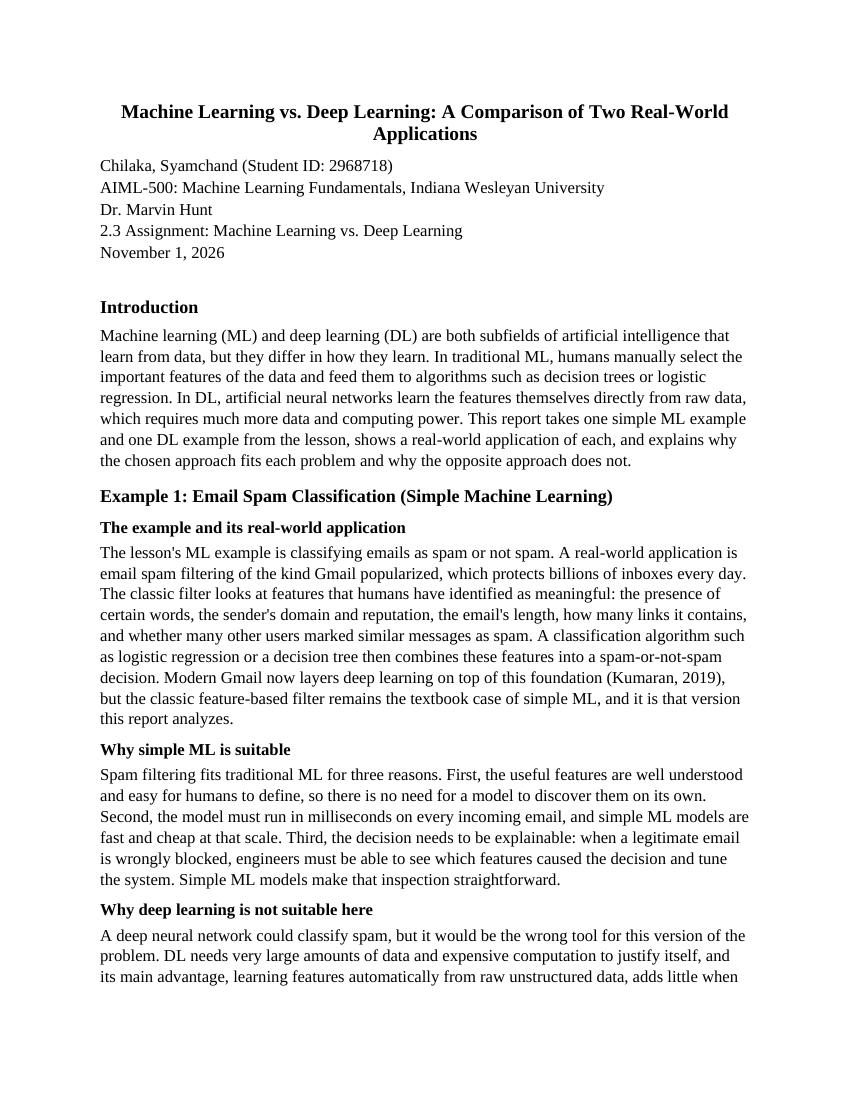 Machine Learning vs. Deep Learning: A Comparison of Two Real-World
Applications
Chilaka, Syamchand (Student ID: 2968718)
AIML-500: Machine Learning Fundamentals, Indiana Wesleyan University
Dr. Marvin Hunt
2.3 Assignment: Machine Learning vs. Deep Learning
November 1, 2026
Introduction
Machine learning (ML) and deep learning (DL) are both subfields of artificial intelligence that
learn from data, but they differ in how they learn. In traditional ML, humans manually select the
important features of the data and feed them to algorithms such as decision trees or logistic
regression. In DL, artificial neural networks learn the features themselves directly from raw data,
which requires much more data and computing power. This report takes one simple ML example
and one DL example from the lesson, shows a real-world application of each, and explains why
the chosen approach fits each problem and why the opposite approach does not.
Example 1: Email Spam Classification (Simple Machine Learning)
The example and its real-world application
The lesson's ML example is classifying emails as spam or not spam. A real-world application is
email spam filtering of the kind Gmail popularized, which protects billions of inboxes every day.
The classic filter looks at features that humans have identified as meaningful: the presence of
certain words, the sender's domain and reputation, the email's length, how many links it contains,
and whether many other users marked similar messages as spam. A classification algorithm such
as logistic regression or a decision tree then combines these features into a spam-or-not-spam
decision. Modern Gmail now layers deep learning on top of this foundation (Kumaran, 2019),
but the classic feature-based filter remains the textbook case of simple ML, and it is that version
this report analyzes.
Why simple ML is suitable
Spam filtering fits traditional ML for three reasons. First, the useful features are well understood
and easy for humans to define, so there is no need for a model to discover them on its own.
Second, the model must run in milliseconds on every incoming email, and simple ML models are
fast and cheap at that scale. Third, the decision needs to be explainable: when a legitimate email
is wrongly blocked, engineers must be able to see which features caused the decision and tune
the system. Simple ML models make that inspection straightforward.
Why deep learning is not suitable here
A deep neural network could classify spam, but it would be the wrong tool for this version of the
problem. DL needs very large amounts of data and expensive computation to justify itself, and
its main advantage, learning features automatically from raw unstructured data, adds little when